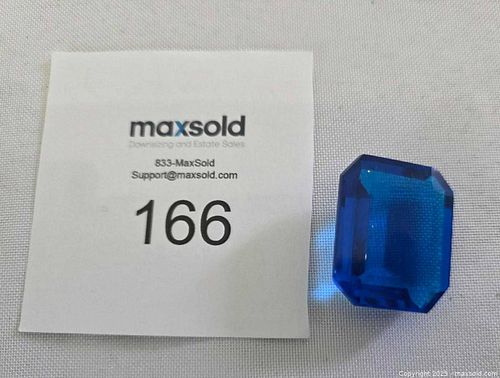 maxsold
Downsizing and Estate Sales
833-MaxSold
Support@maxsold.com
166
Copyright 2025 - maxsold.com